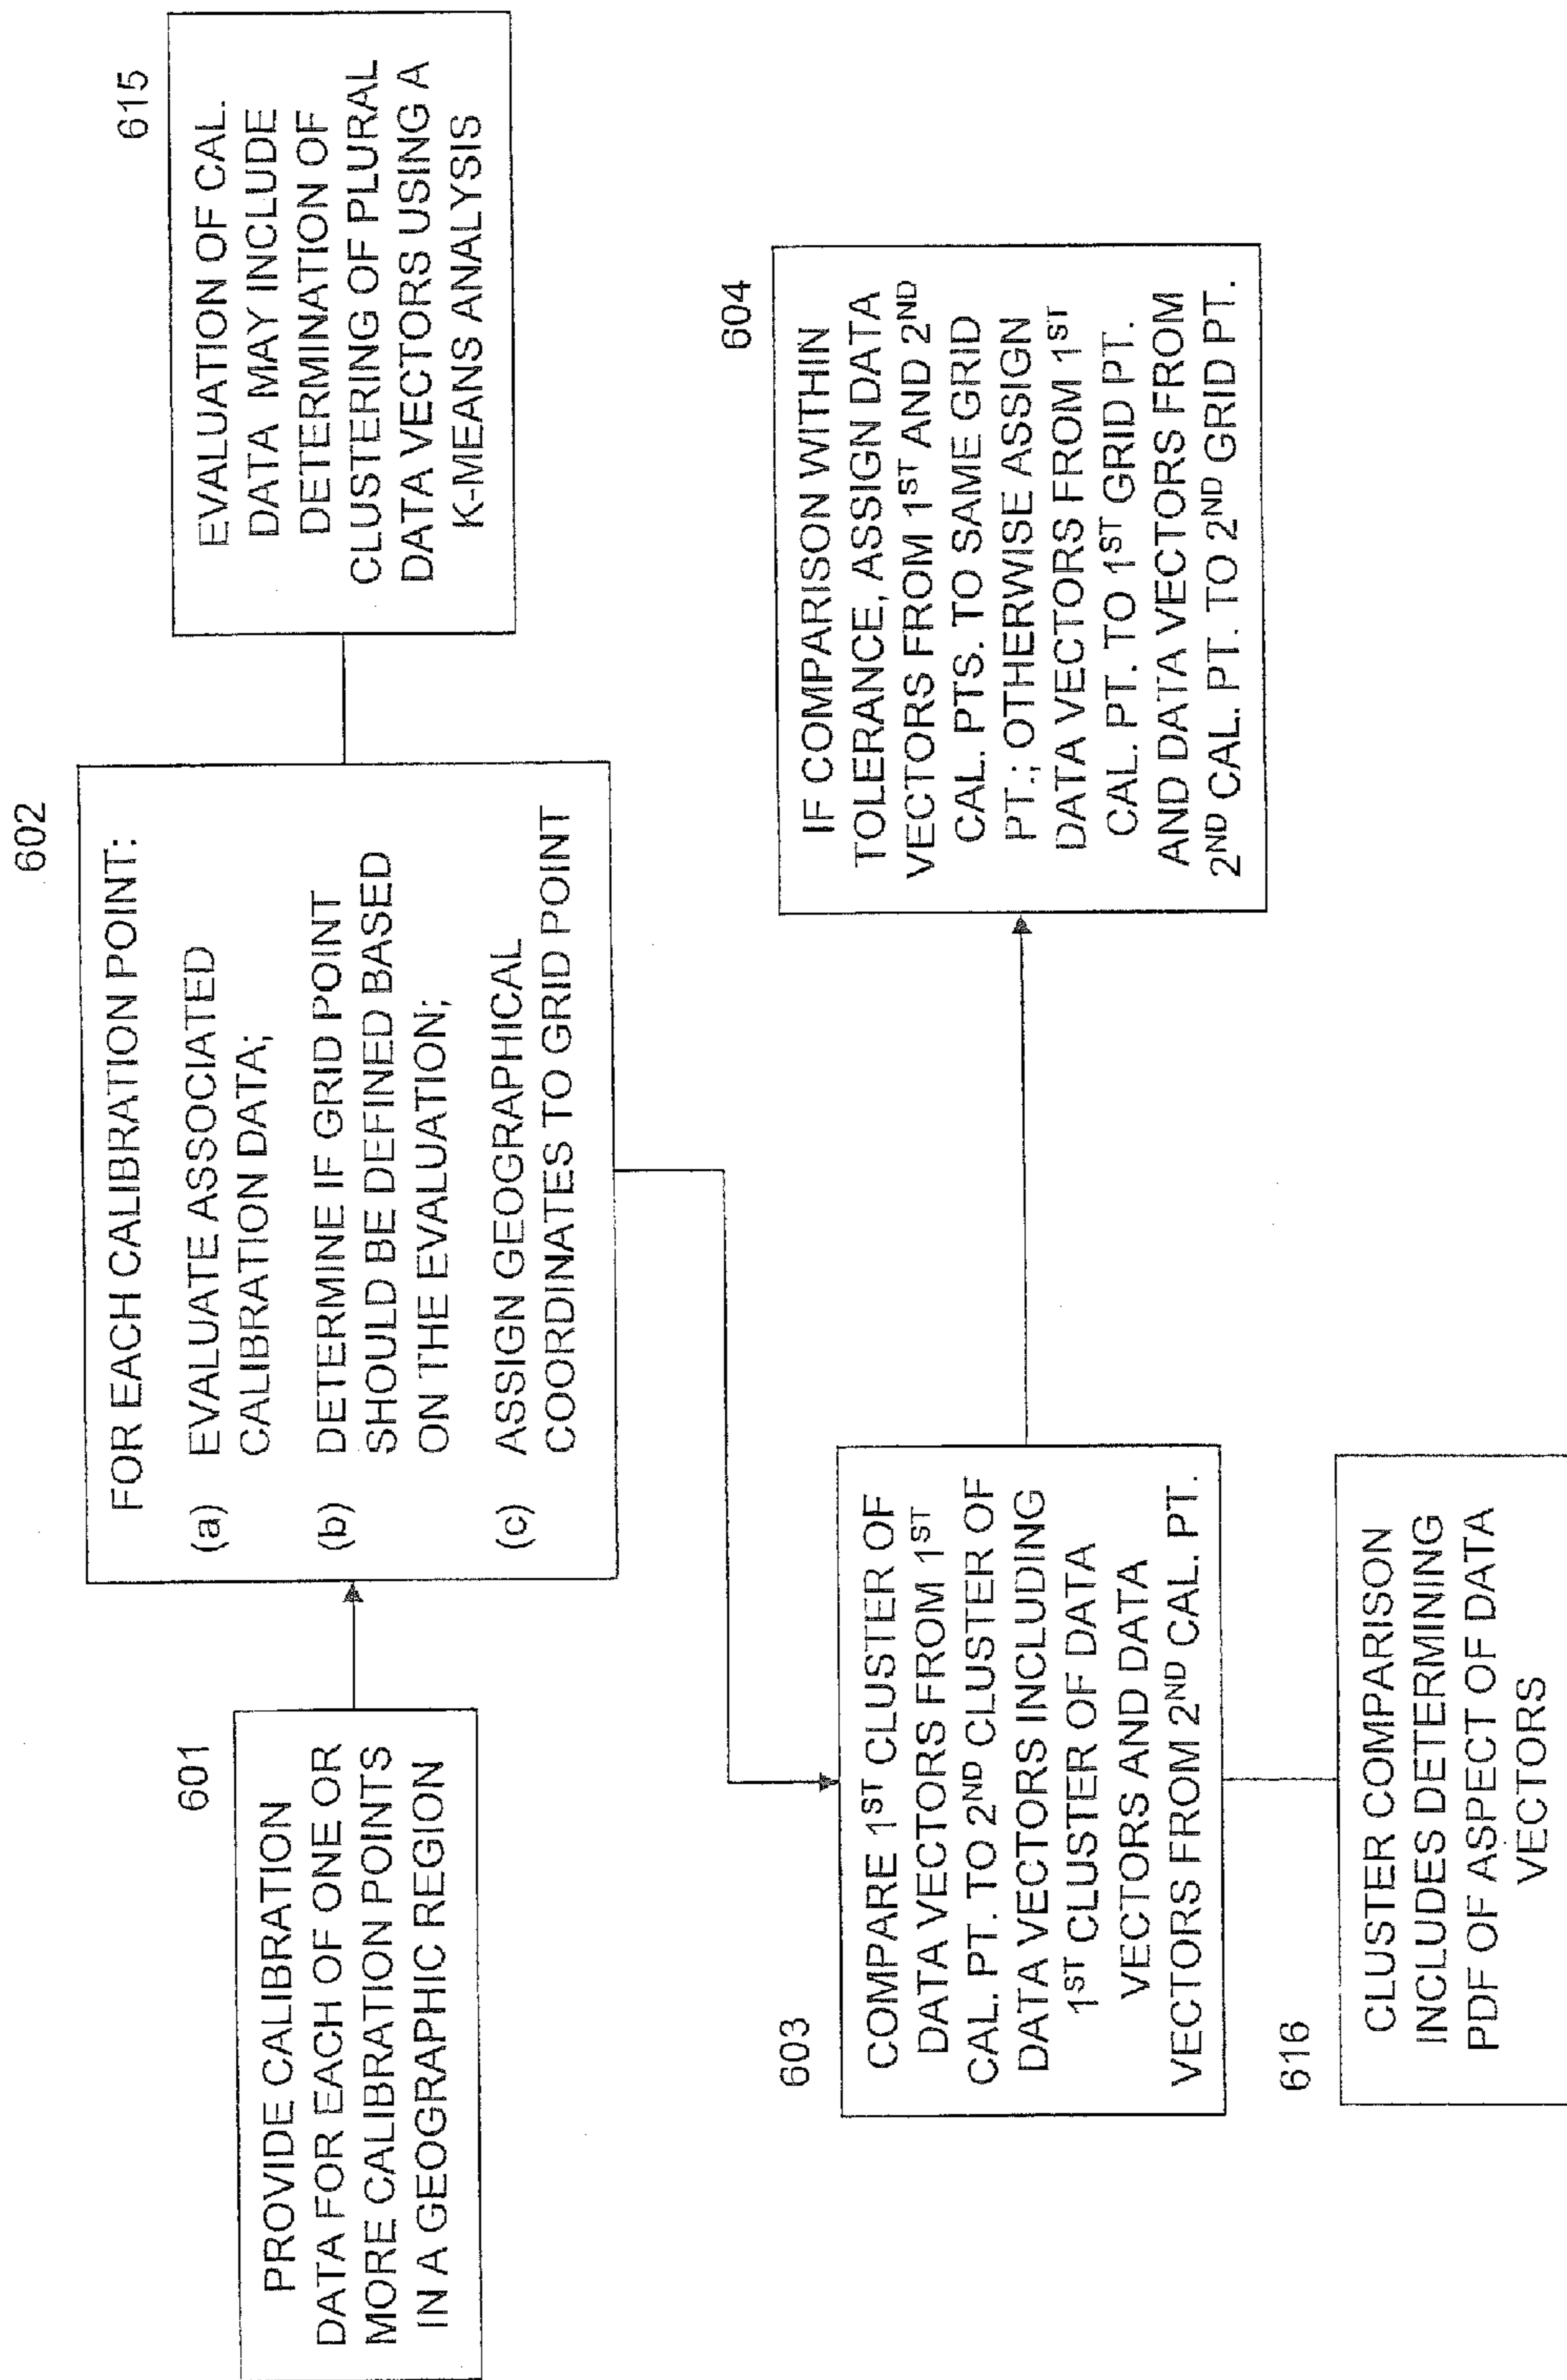 601
PROVIDE CALIBRATION
DATA FOR EACH OF ONE OR
MORE CALIBRATION POINTS
IN A GEOGRAPHIC REGION
602
FOR EACH CALIBRATION POINT:
(a) EVALUATE ASSOCIATED
CALIBRATION DATA;
(b) DETERMINE IF GRID POINT
SHOULD BE DEFINED BASED
ON THE EVALUATION;
(c) ASSIGN GEOGRAPHICAL
COORDINATES TO GRID POINT
615
EVALUATION OF CAL.
DATA MAY INCLUDE
DETERMINATION OF
CLUSTERING OF PLURAL
DATA VECTORS USING A
K-MEANS ANALYSIS
603
COMPARE 1ST CLUSTER OF
DATA VECTORS FROM 1ST
CAL. PT. TO 2ND CLUSTER OF
DATA VECTORS INCLUDING
1ST CLUSTER OF DATA
VECTORS AND DATA
VECTORS FROM 2ND CAL. PT.
604
IF COMPARISON WITHIN
TOLERANCE, ASSIGN DATA
VECTORS FROM 1ST AND 2ND
CAL. PTS. TO SAME GRID
PT.; OTHERWISE ASSIGN
DATA VECTORS FROM 1ST
CAL. PT. TO 1ST GRID PT.
AND DATA VECTORS FROM
2ND CAL. PT. TO 2ND GRID PT.
616
CLUSTER COMPARISON
INCLUDES DETERMINING
PDF OF ASPECT OF DATA
VECTORS